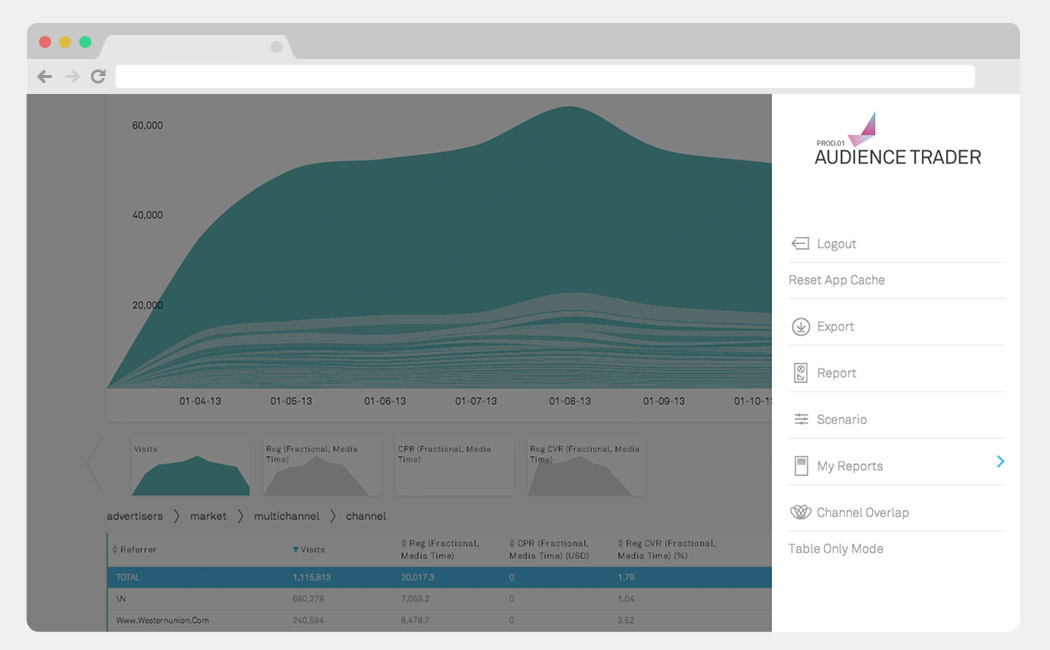 60,000
40,000
20,000
01-04-13 01-05-13 01-06-13 01-07-13 01-08-13 01-09-13 01-10-1
Visits
Reg (Fractional, Media
Time)
CPR (Fractional, Media
Time)
Reg CVR (Fractional, Media
Time)
advertisers market multichannel channel
Referrer
Visits
Reg (Fractional,
Media Time)
CPR (Fractional,
Media Time) (USD)
Reg CVR (Fractional,
Media Time) (%)
TOTAL 1,115,813 20,017.3 0 1.79
\N 680,278 7,059.2 0 1.04
Www.Westernunion.Com 240,594 8,478.7 0 3.52
PROD.01
AUDIENCE TRADER
Logout
Reset App Cache
Export
Report
Scenario
My Reports
Channel Overlap
Table Only Mode